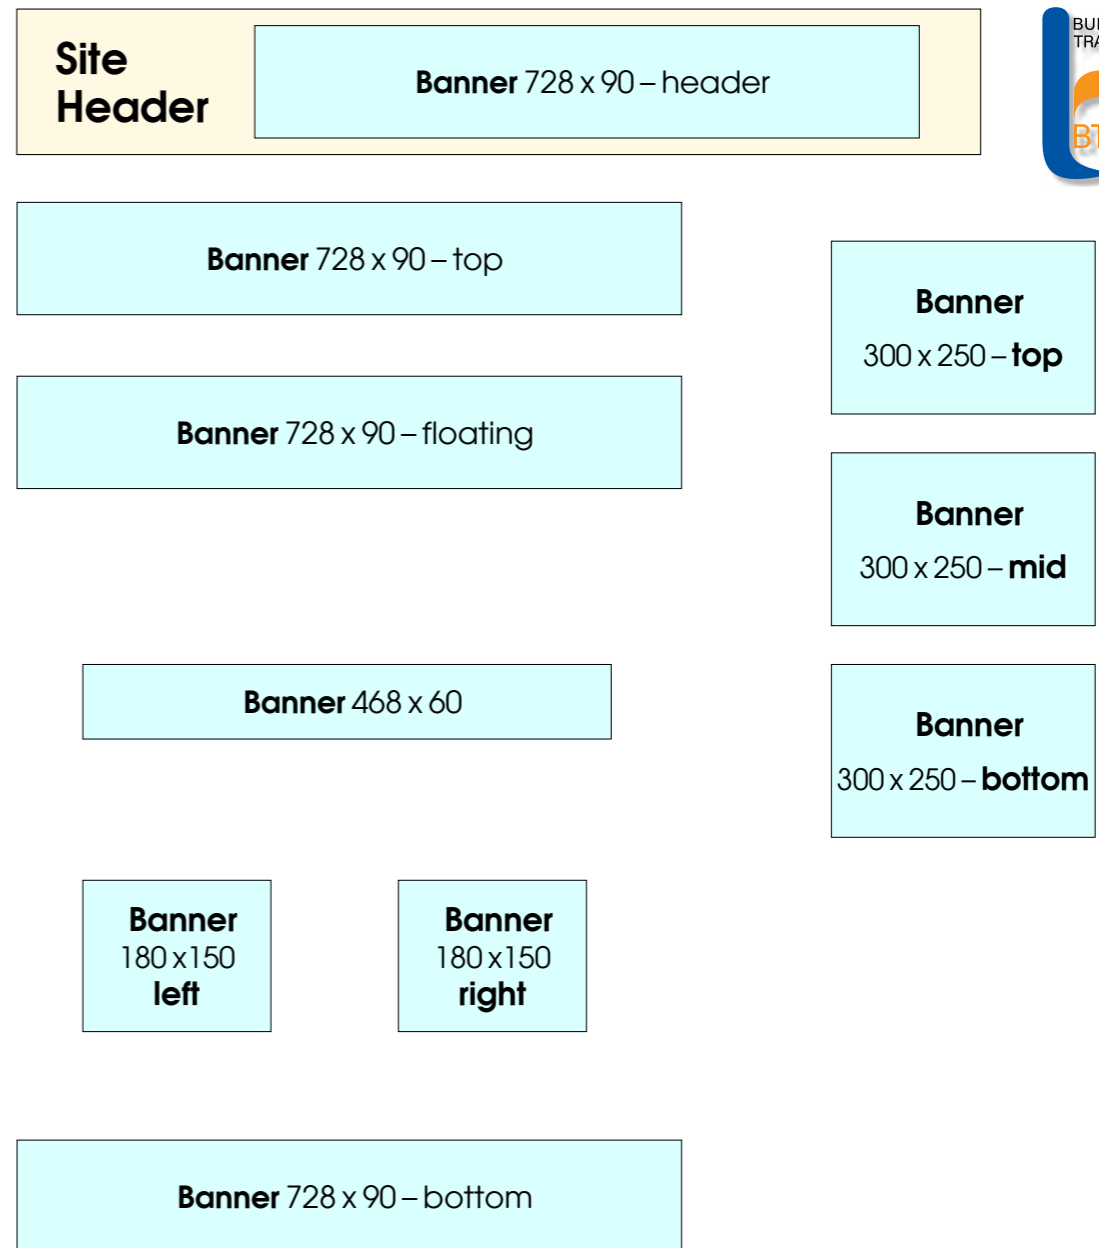 Site
Header
Banner 728 x 90 – header
Banner 728 x 90 – top
Banner 728 x 90 – floating
Banner
300 x 250 – top
Banner
300 x 250 – mid
Banner 468 x 60
Banner
300 x 250 – bottom
Banner
180 x150
left
Banner
180 x150
right
Banner 728 x 90 – bottom